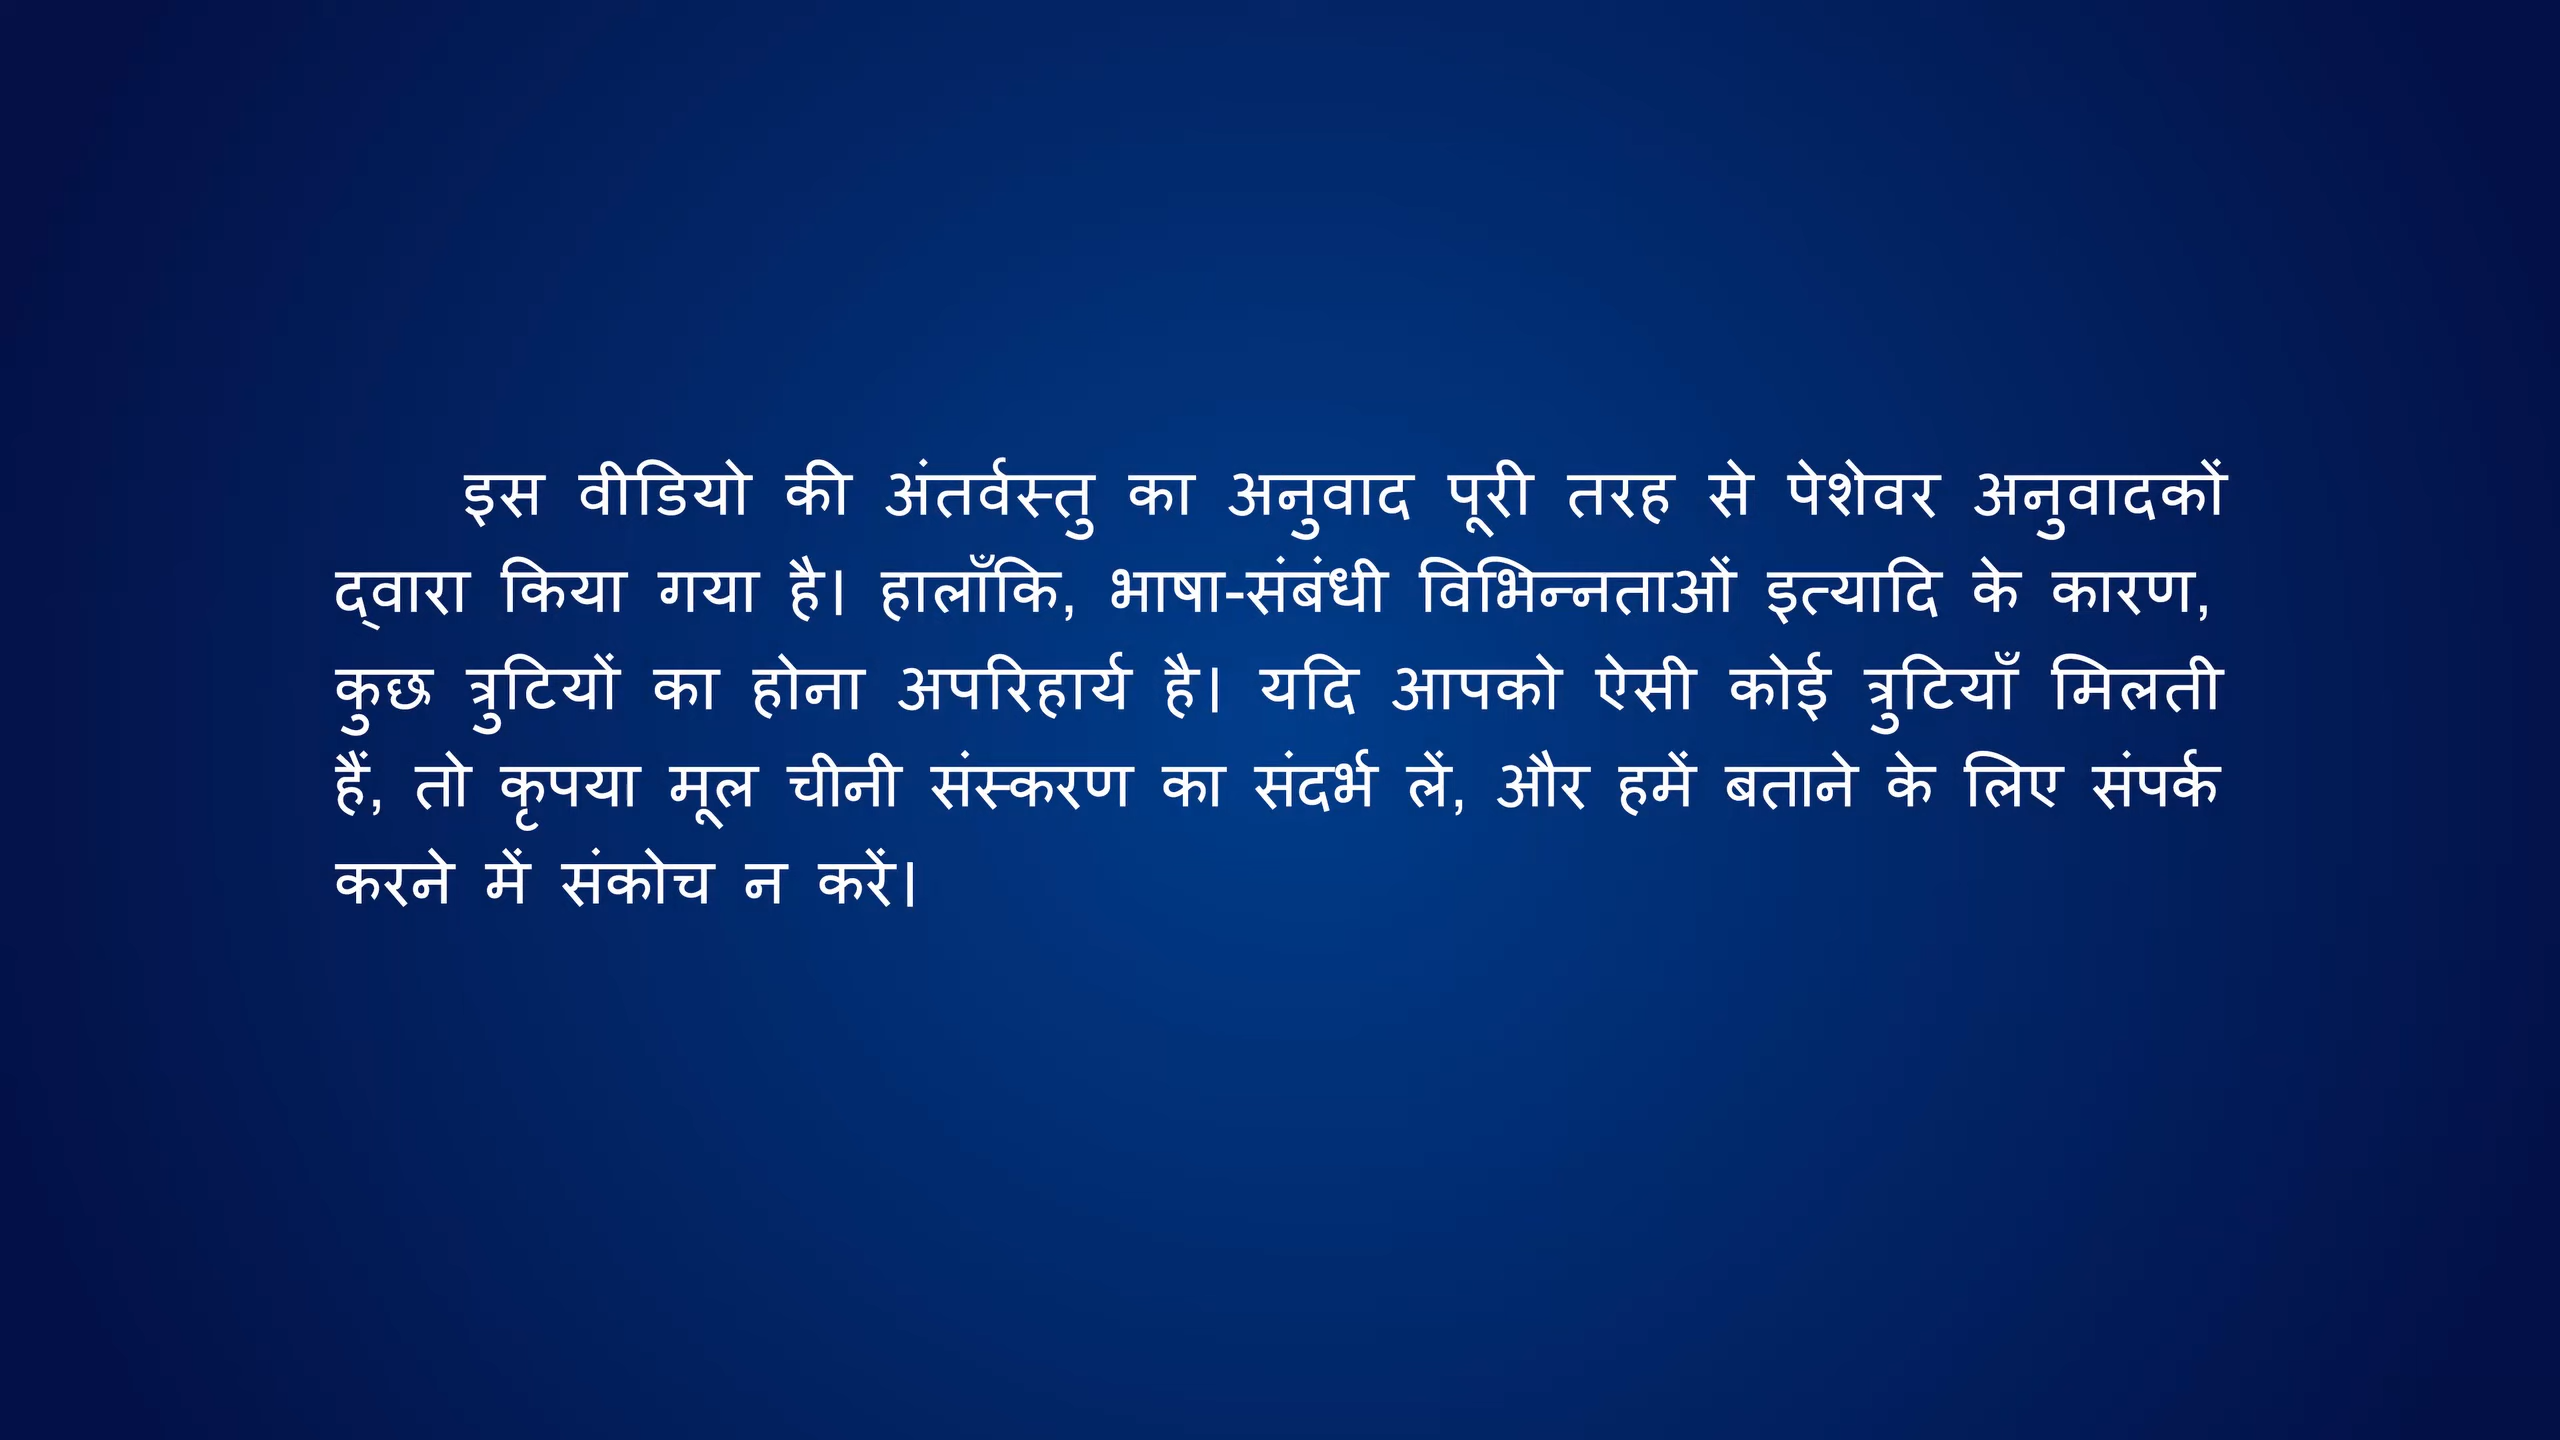 इस वीडियो की अंतर्वस्तु का अनुवाद पूरी तरह से पेशेवर अनुवादकों
द्‌वारा किया गया है। हालाँकि, भाषा-संबंधी विभिन्नताओं इत्यादि के कारण,
कुछ त्रुटियों का होना अपरिहार्य है। यदि आपको ऐसी कोई त्रुटियाँ मिलती
हैं, तो कृपया मूल चीनी संस्करण का संदर्भ लें, और हमें बताने के लिए संपर्क
करने में संकोच न करें।